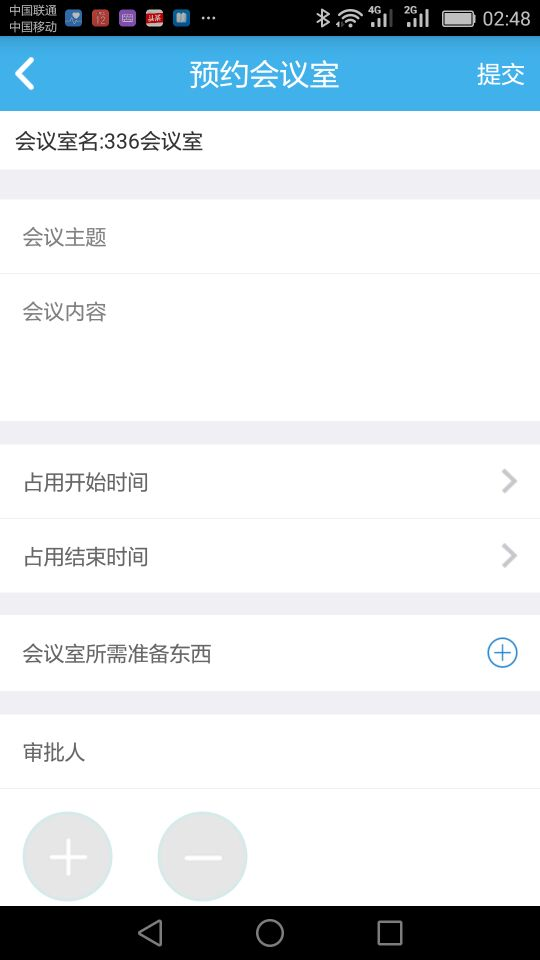 中国联通
中国移动
12
头条
4G
2G
02:48
预约会议室
提交
会议室名:336会议室
会议主题
会议内容
占用开始时间
占用结束时间
会议室所需准备东西
审批人